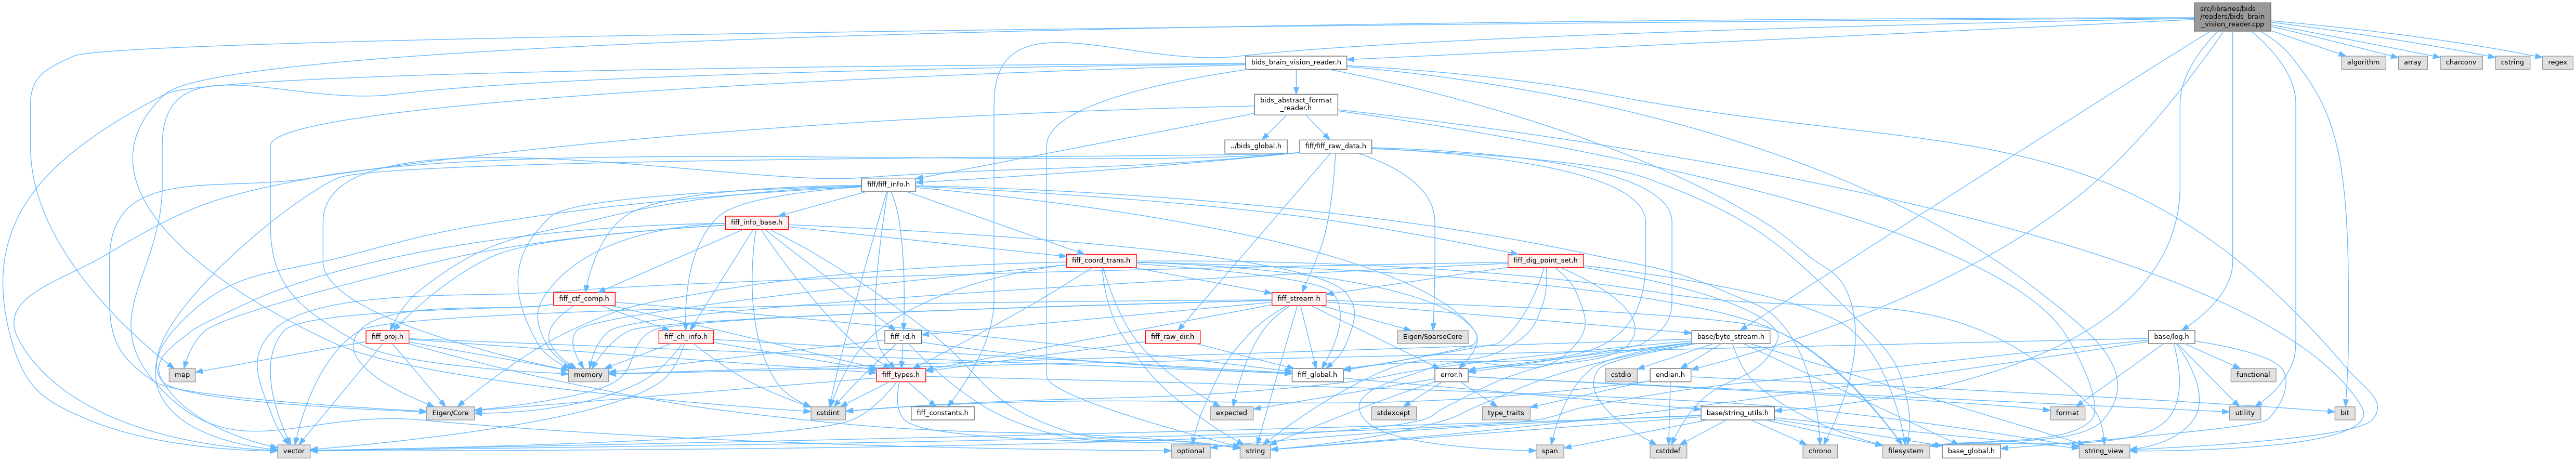 src/libraries/bids
/readers/bids_brain
_vision_reader.cpp
bids_brain_vision_reader.h
algorithm
array
charconv
cstring
regex
bids_abstract_format
_reader.h
../bids_global.h
fiff/fiff_raw_data.h
fiff/fiff_info.h
fiff_info_base.h
fiff_coord_trans.h
fiff_dig_point_set.h
fiff_ctf_comp.h
fiff_stream.h
fiff_proj.h
fiff_ch_info.h
fiff_id.h
fiff_raw_dir.h
Eigen/SparseCore
base/byte_stream.h
base/log.h
map
memory
fiff_types.h
fiff_global.h
error.h
cstdio
endian.h
functional
Eigen/Core
cstdint
fiff_constants.h
expected
stdexcept
type_traits
base/string_utils.h
format
utility
bit
vector
optional
string
span
cstddef
chrono
filesystem
base_global.h
string_view